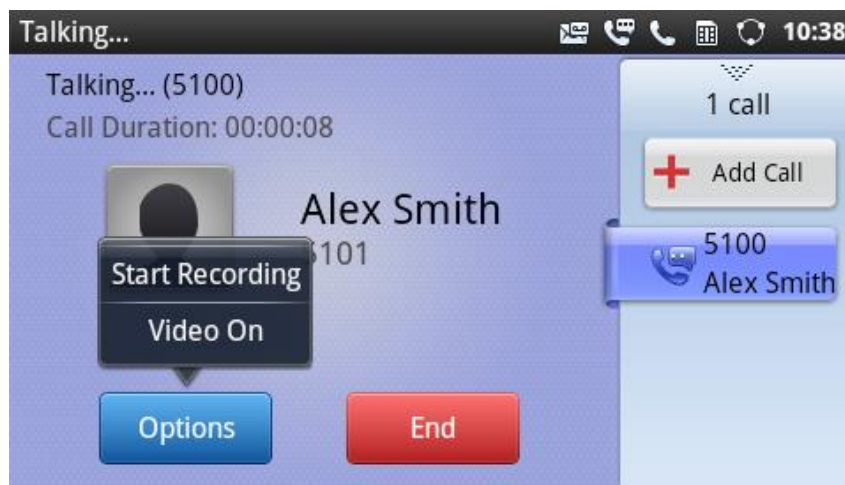 Talking...
10:38
Talking... (5100)
Call Duration: 00:00:08
Alex Smith
101
Start Recording
Video On
Options
End
1 call
Add Call
5100
Alex Smith